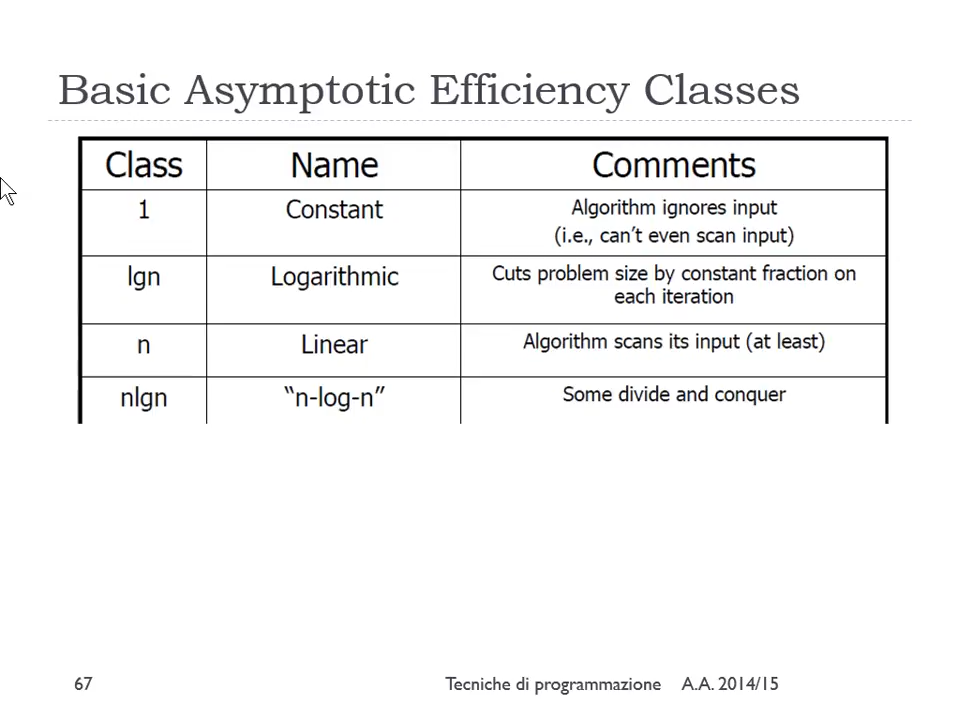 Basic Asymptotic Efficiency Classes
Class Name Comments
1 Constant Algorithm ignores input
(i.e., can't even scan input)
lgn Logarithmic Cuts problem size by constant fraction on
each iteration
n Linear Algorithm scans its input (at least)
nlgn “n-log-n” Some divide and conquer
67 Tecniche di programmazione A.A. 2014/15